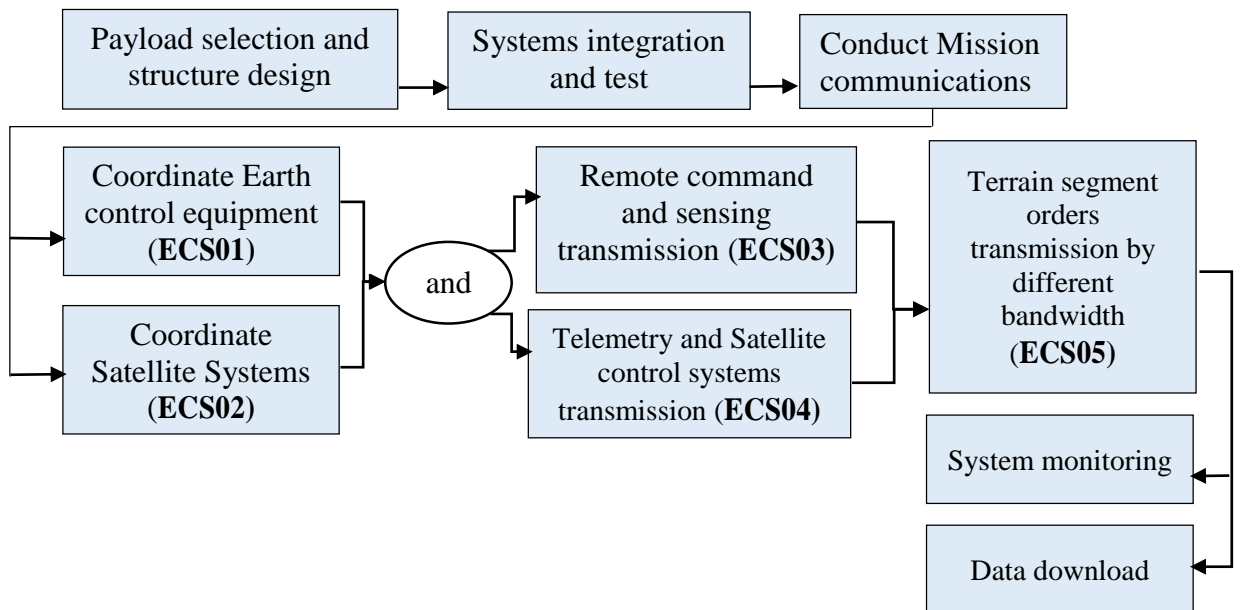 Payload selection and
structure design
Systems integration
and test
Conduct Mission
communications
Coordinate Earth
control equipment
(ECS01)
Coordinate
Satellite Systems
(ECS02)
and
Remote command
and sensing
transmission (ECS03)
Telemetry and Satellite
control systems
transmission (ECS04)
Terrain segment
orders
transmission by
different
bandwidth
(ECS05)
System monitoring
Data download